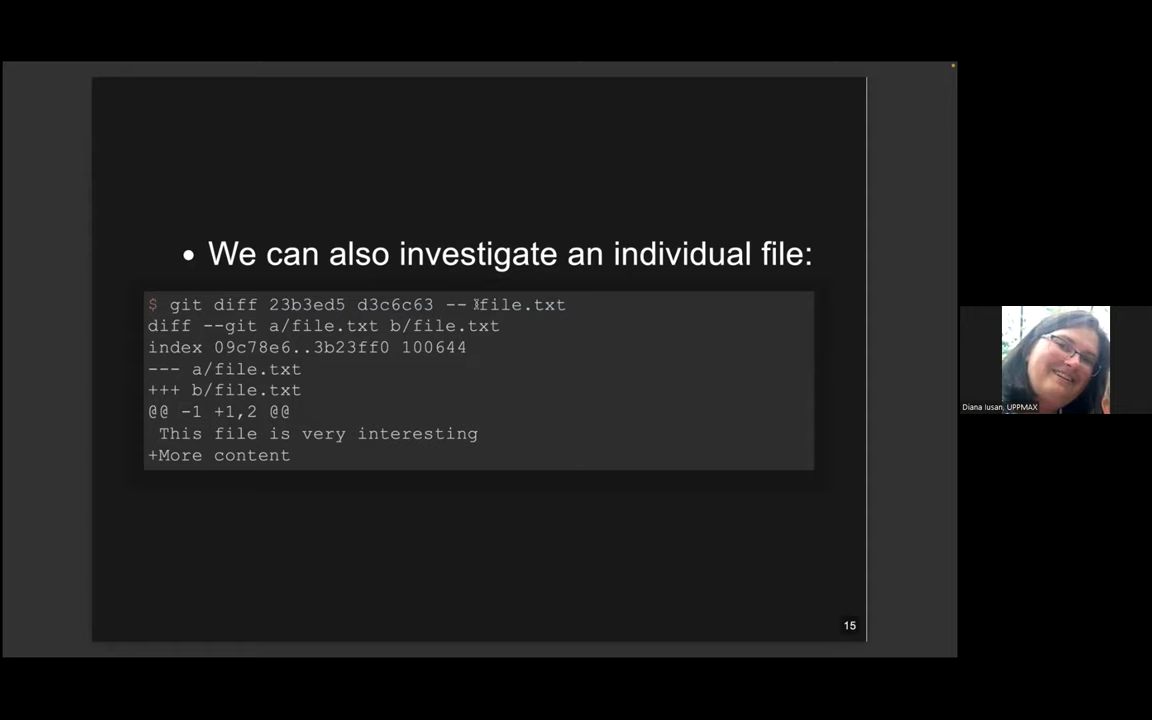 • We can also investigate an individual file:
$ git diff 23b3ed5 d3c6c63 -- file.txt
diff --git a/file.txt b/file.txt
index 09c78e6..3b23ff0 100644
--- a/file.txt
+++ b/file.txt
@@ -1 +1,2 @@
 This file is very interesting
+More content
15
Diana Iusan, UPPMAX